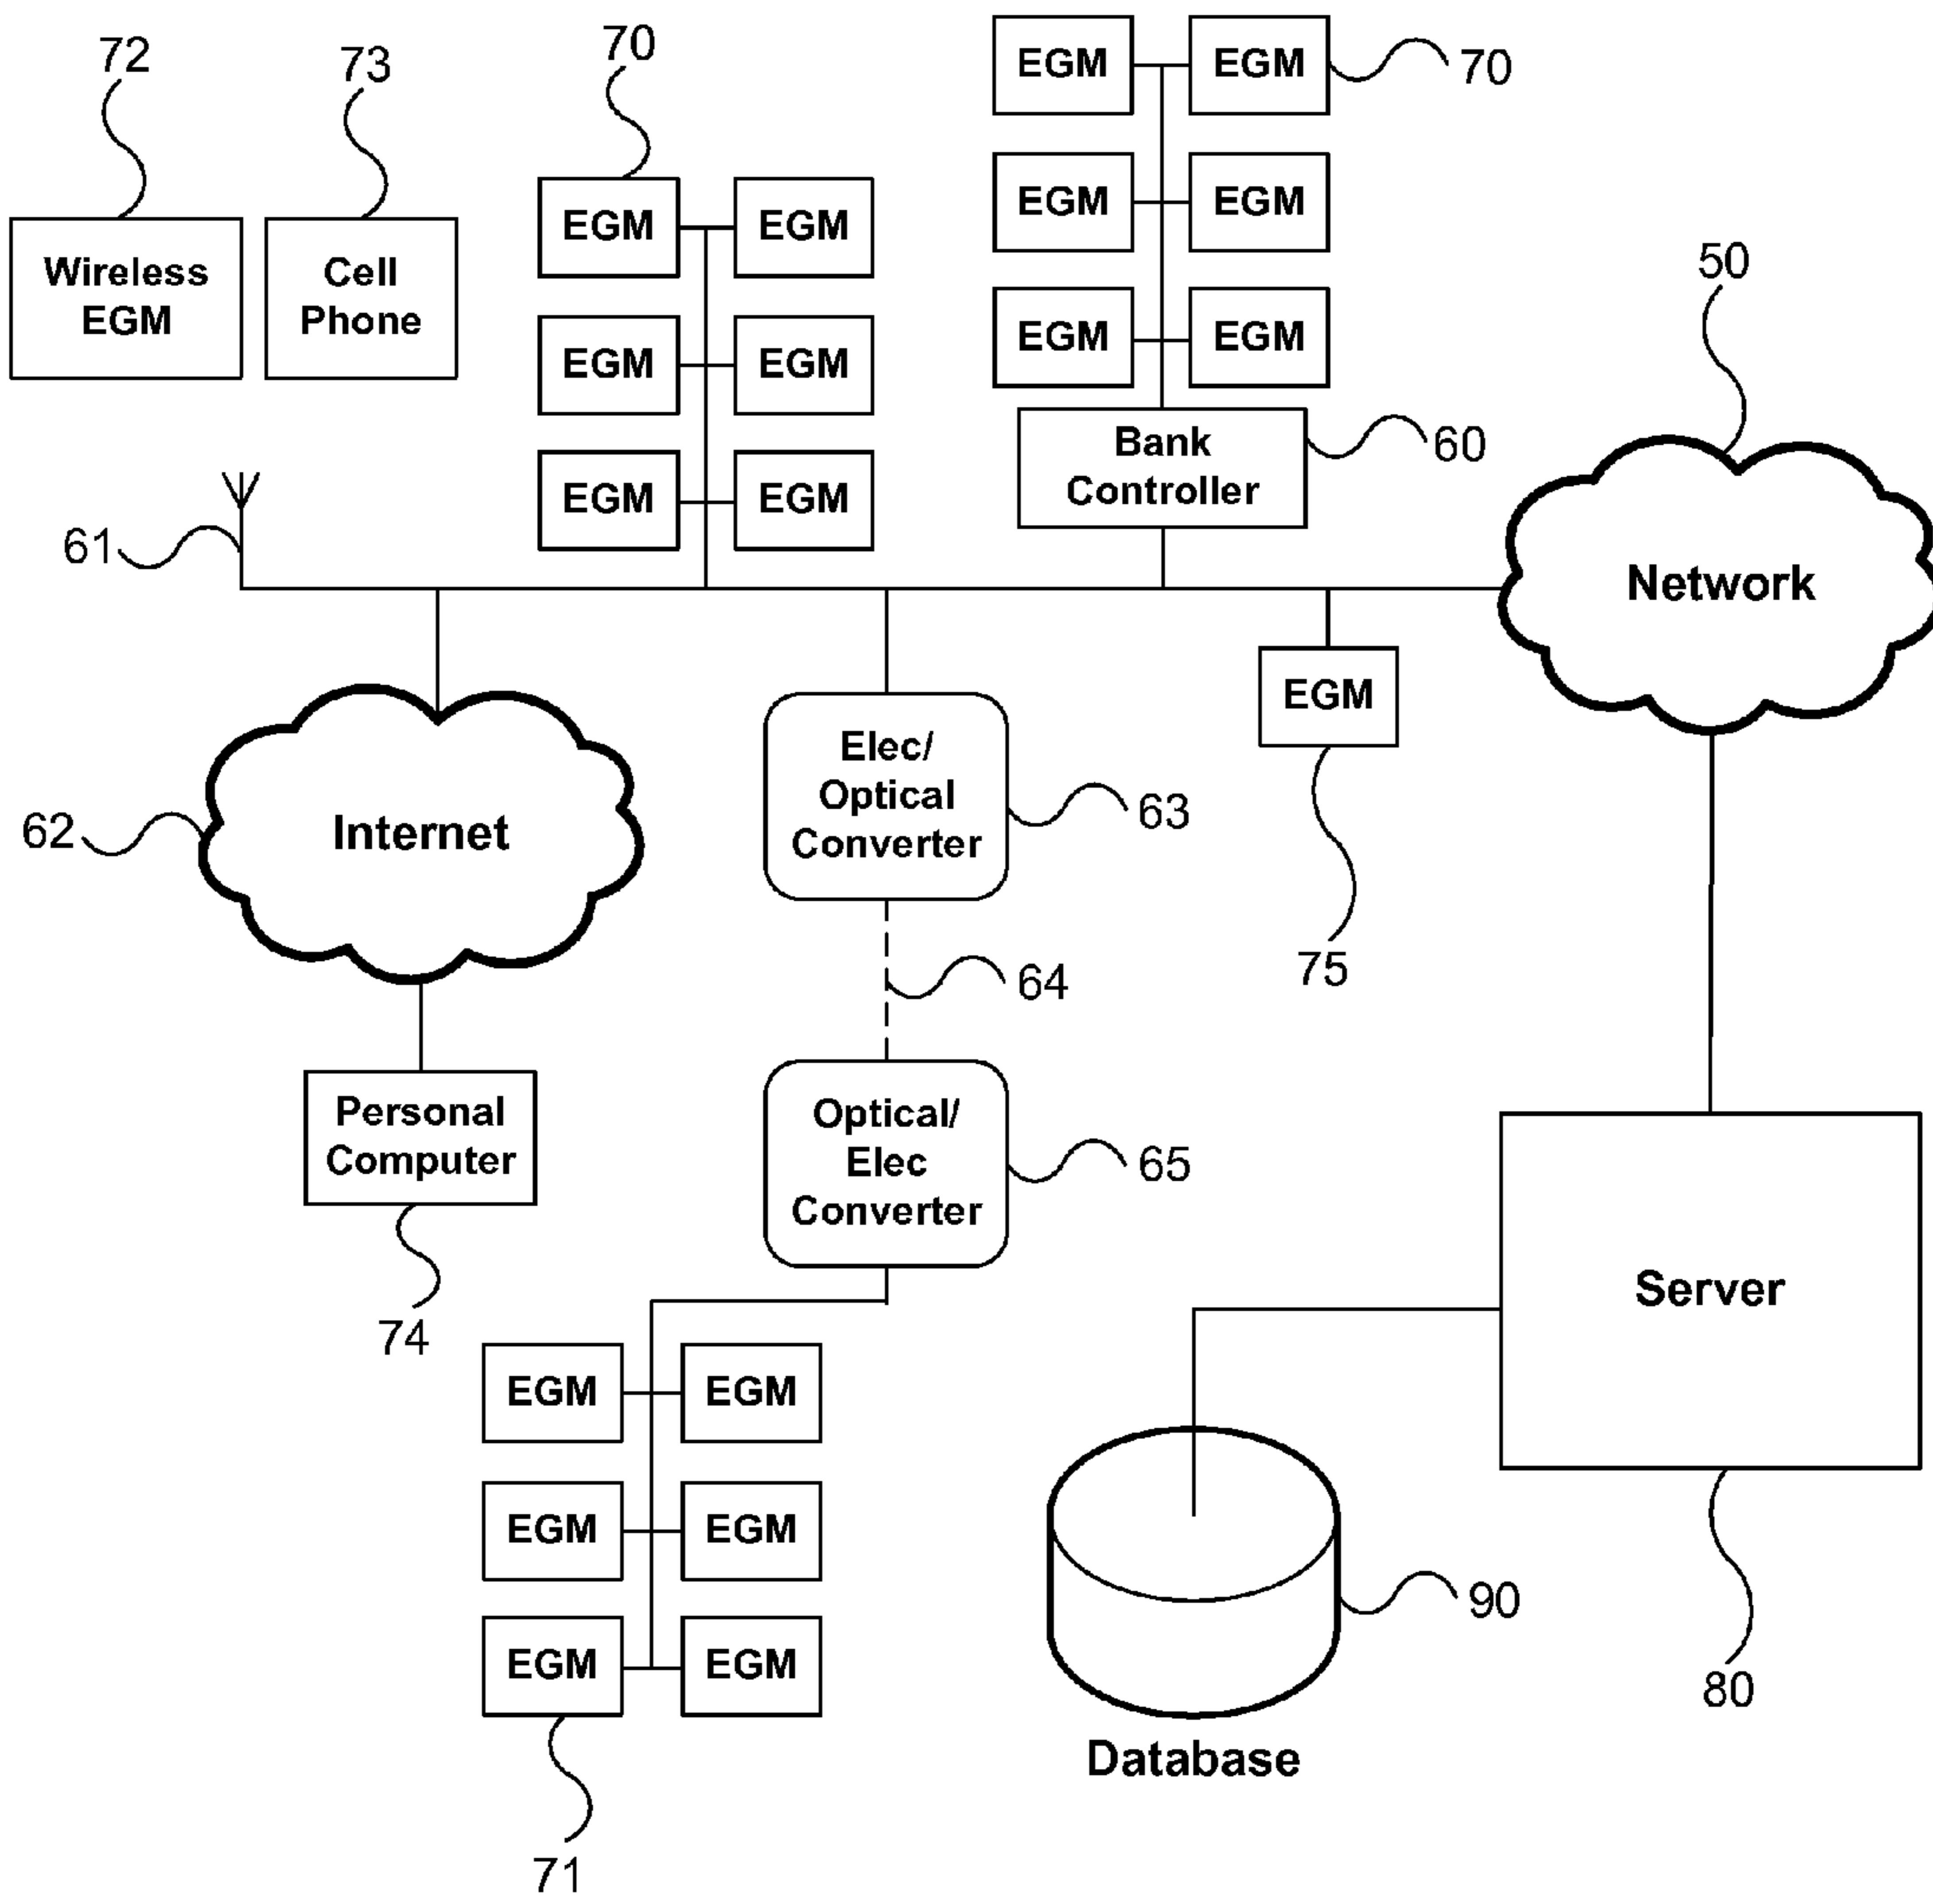 72
73
70
EGM
EGM
70
Wireless
EGM
Cell
Phone
EGM
EGM
EGM
EGM
EGM
EGM
EGM
EGM
EGM
EGM
50
Bank
Controller
60
61
Network
EGM
75
62
Internet
Elec/
Optical
Converter
63
64
Personal
Computer
74
Optical/
Elec
Converter
65
Server
80
EGM
EGM
EGM
EGM
EGM
EGM
71
90
Database